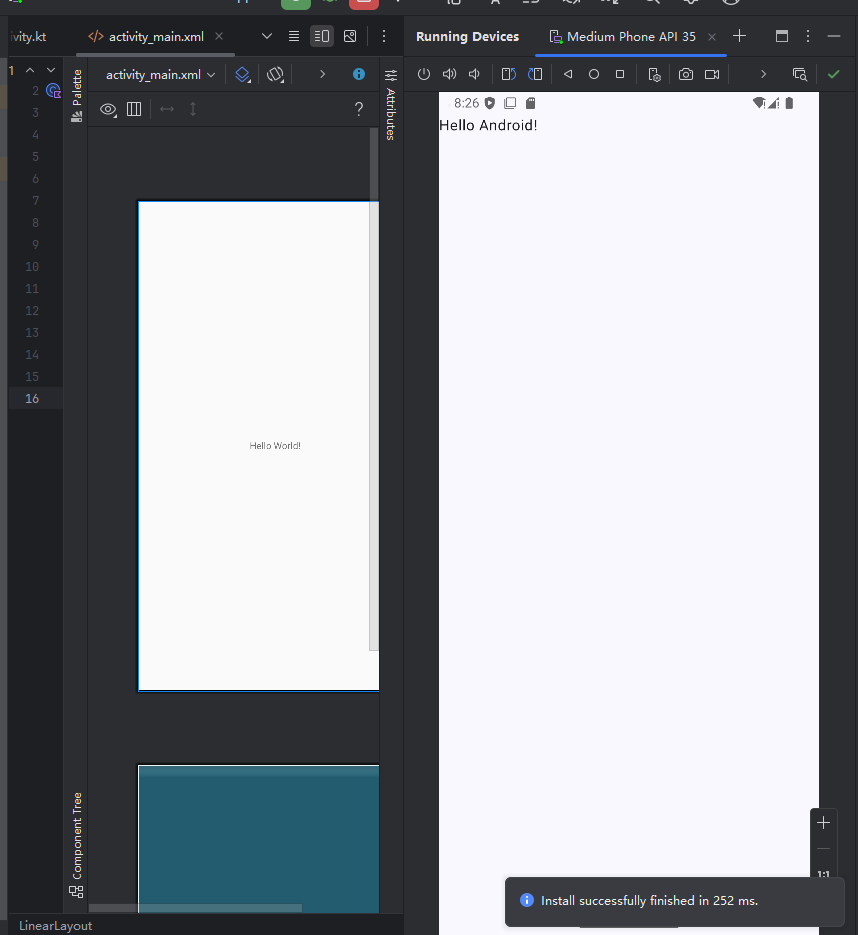 ivity.kt
activity_main.xml
Running Devices
Medium Phone API 35
1
activity_main.xml
Palette
Attributes
2
3
4
5
6
7
8
9
10
11
12
13
14
15
16
8:26
Hello Android!
Hello World!
Component Tree
1:1
Install successfully finished in 252 ms.
LinearLayout